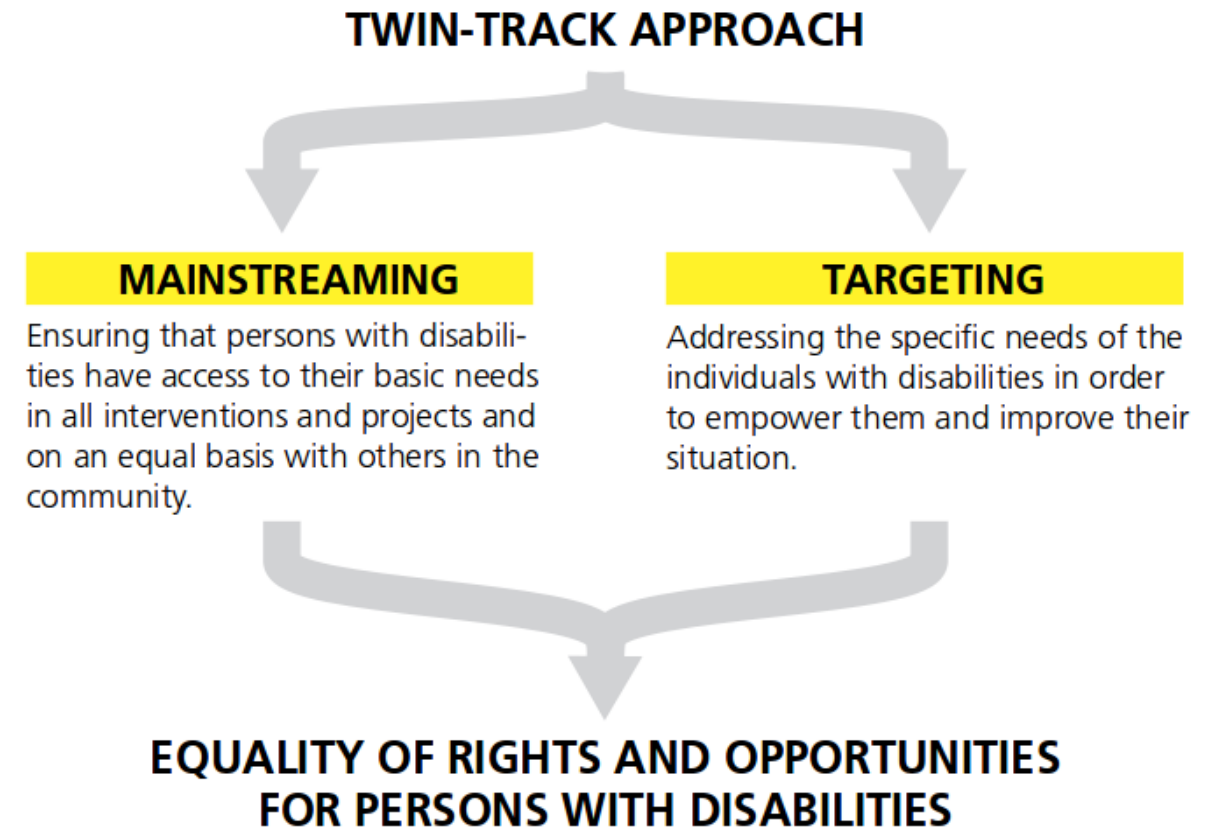 TWIN-TRACK APPROACH
MAINSTREAMING
Ensuring that persons with disabili-
ties have access to their basic needs
in all interventions and projects and
on an equal basis with others in the
community.
TARGETING
Addressing the specific needs of the
individuals with disabilities in order
to empower them and improve their
situation.
EQUALITY OF RIGHTS AND OPPORTUNITIES
FOR PERSONS WITH DISABILITIES